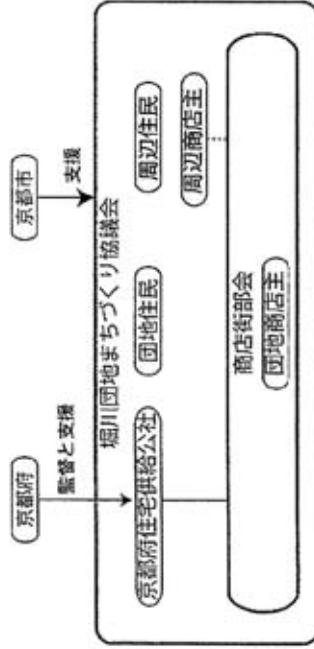 京都府
京都市
監督と支援
支援
堀川団地まちづくり協議会
京都府住宅供給公社
団地住民
周辺住民
周辺商店主
商店街部会
団地商店主